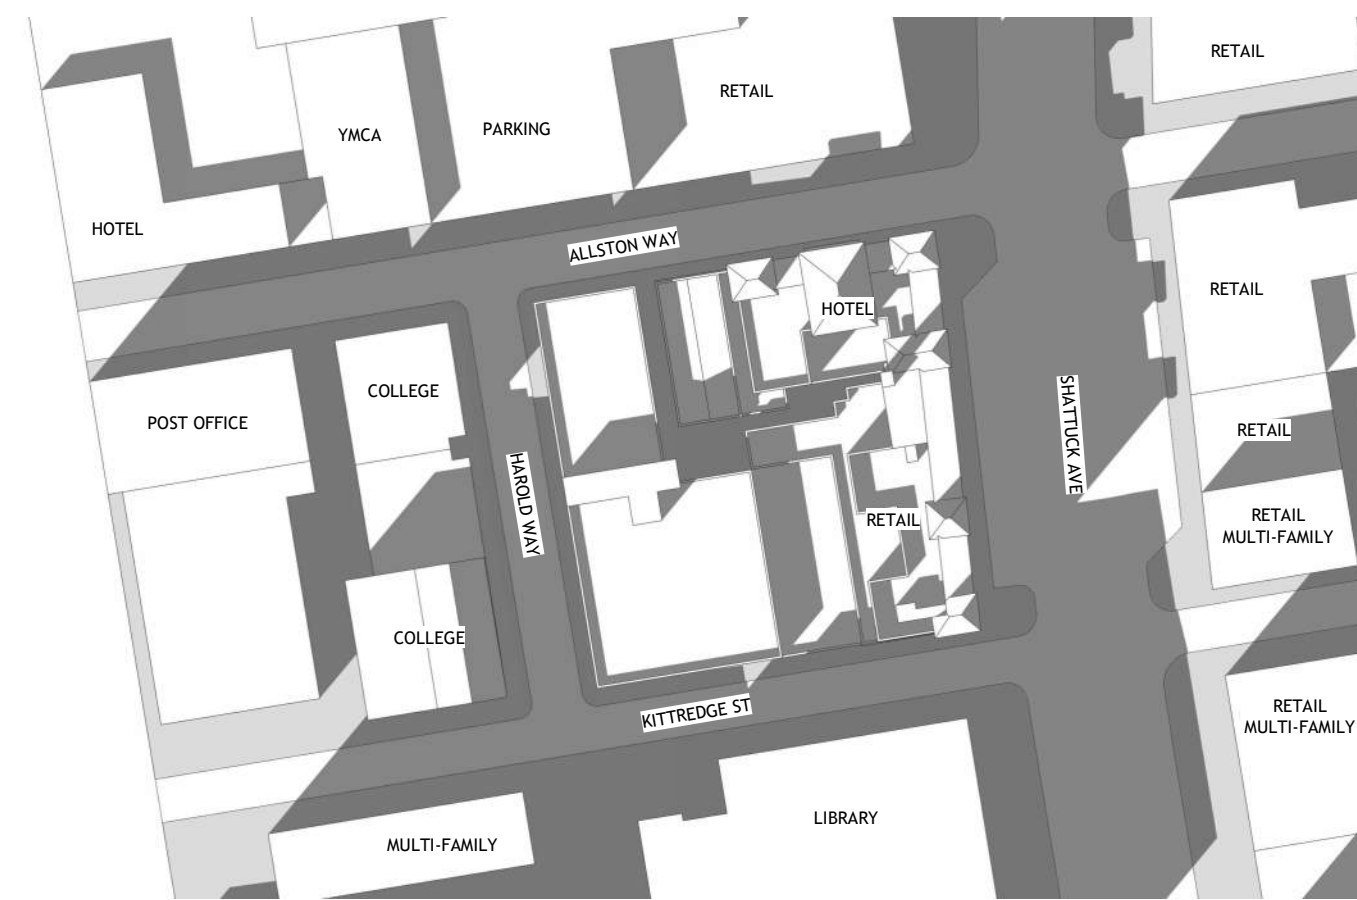 RETAIL
RETAIL
PARKING
YMCA
HOTEL
ALLSTON WAY
HOTEL
RETAIL
COLLEGE
SHATTUCK AVE
POST OFFICE
RETAIL
HAROLD WAY
RETAIL
RETAIL
MULTI-FAMILY
COLLEGE
KITTREDGE ST
RETAIL
MULTI-FAMILY
LIBRARY
MULTI-FAMILY